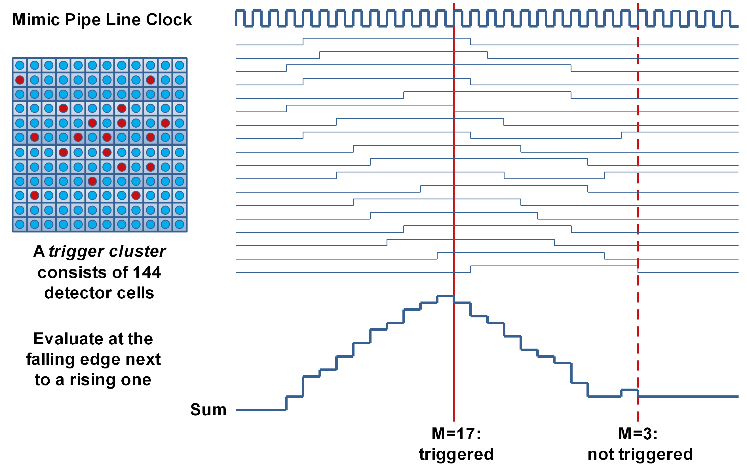 Mimic Pipe Line Clock
A trigger cluster
consists of 144
detector cells
Evaluate at the
falling edge next
to a rising one
Sum
M=17:
triggered
M=3:
not triggered